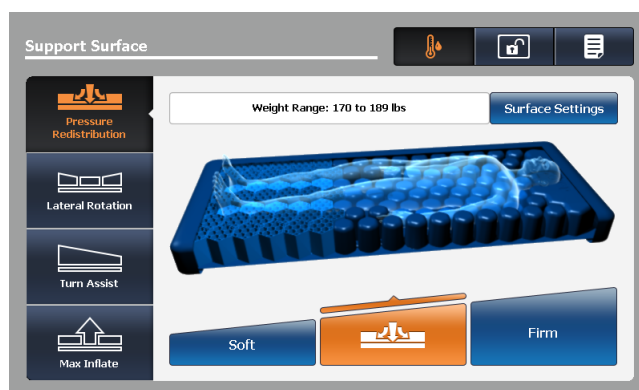 Support Surface
Pressure
Redistribution
Weight Range: 170 to 189 lbs
Surface Settings
Lateral Rotation
Turn Assist
Max Inflate
Soft
Firm